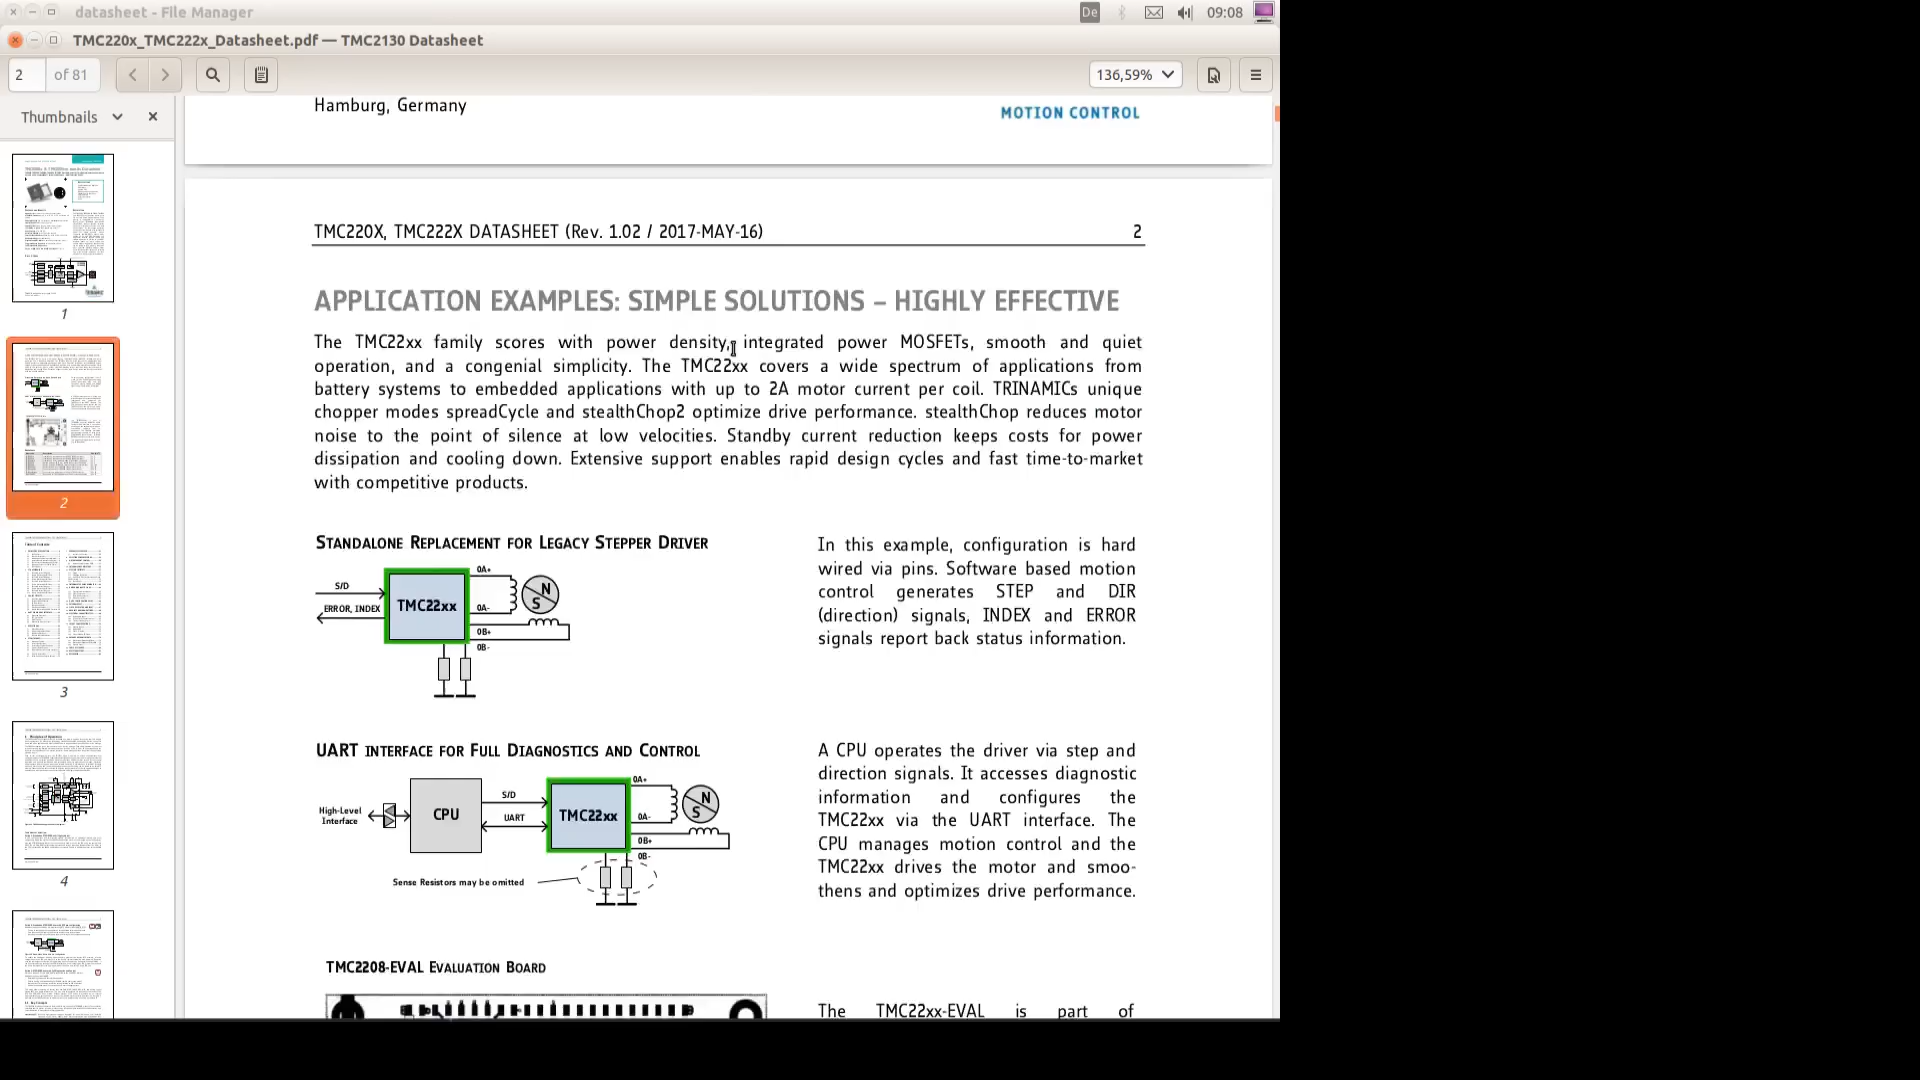 datasheet - File Manager
De
09:08
TMC220x_TMC222x_Datasheet.pdf — TMC2130 Datasheet
2
of 81
136,59%
Thumbnails
1
2
3
4
Hamburg, Germany
MOTION CONTROL
TMC220X, TMC222X DATASHEET (Rev. 1.02 / 2017-MAY-16)
2
APPLICATION EXAMPLES: SIMPLE SOLUTIONS – HIGHLY EFFECTIVE
The TMC22xx family scores with power density, integrated power MOSFETs, smooth and quiet
operation, and a congenial simplicity. The TMC22xx covers a wide spectrum of applications from
battery systems to embedded applications with up to 2A motor current per coil. TRINAMICs unique
chopper modes spreadCycle and stealthChop2 optimize drive performance. stealthChop reduces motor
noise to the point of silence at low velocities. Standby current reduction keeps costs for power
dissipation and cooling down. Extensive support enables rapid design cycles and fast time-to-market
with competitive products.
STANDALONE REPLACEMENT FOR LEGACY STEPPER DRIVER
S/D
ERROR, INDEX
TMC22xx
0A+
0A-
0B+
0B-
N
S
In this example, configuration is hard
wired via pins. Software based motion
control generates STEP and DIR
(direction) signals, INDEX and ERROR
signals report back status information.
UART INTERFACE FOR FULL DIAGNOSTICS AND CONTROL
High-Level
Interface
CPU
S/D
UART
TMC22xx
0A+
0A-
0B+
0B-
N
S
Sense Resistors may be omitted
A CPU operates the driver via step and
direction signals. It accesses diagnostic
information and configures the
TMC22xx via the UART interface. The
CPU manages motion control and the
TMC22xx drives the motor and smoo-
thens and optimizes drive performance.
TMC2208-EVAL EVALUATION BOARD
The TMC22xx-EVAL is part of